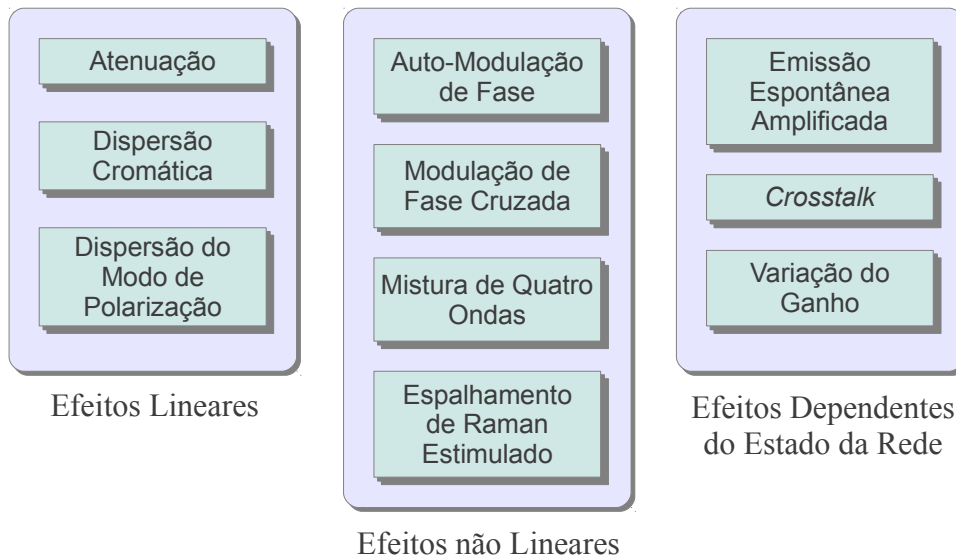 Atenuação
Dispersão
Cromática
Dispersão do
Modo de
Polarização
Efeitos Lineares
Auto-Modulação
de Fase
Modulação de
Fase Cruzada
Mistura de Quatro
Ondas
Espalhamento
de Raman
Estimulado
Efeitos não Lineares
Emissão
Espontânea
Amplificada
Crosstalk
Variação do
Ganho
Efeitos Dependentes
do Estado da Rede